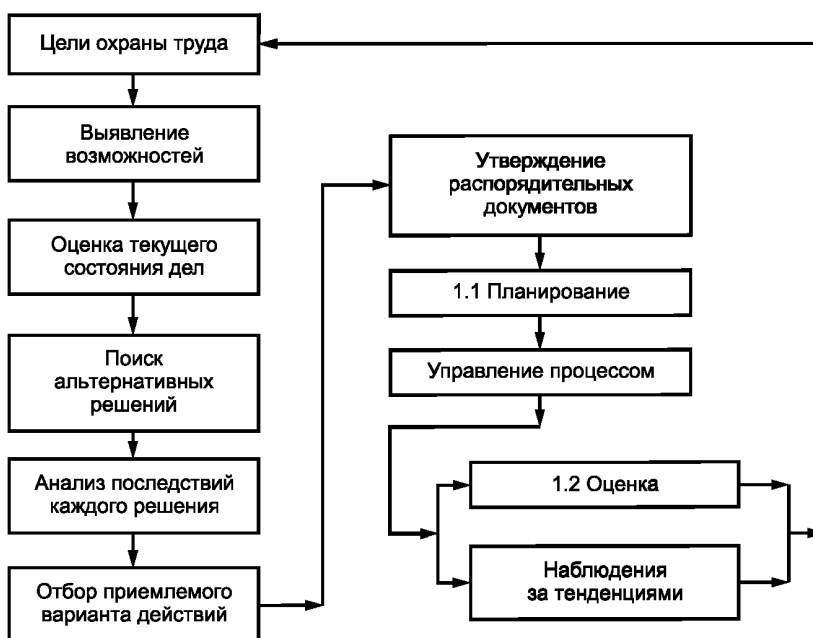 Цели охраны труда
Выявление
возможностей
Оценка текущего
состояния дел
Поиск
альтернативных
решений
Анализ последствий
каждого решения
Отбор приемлемого
варианта действий
Утверждение
распорядительных
документов
1.1 Планирование
Управление процессом
1.2 Оценка
Наблюдения
за тенденциями